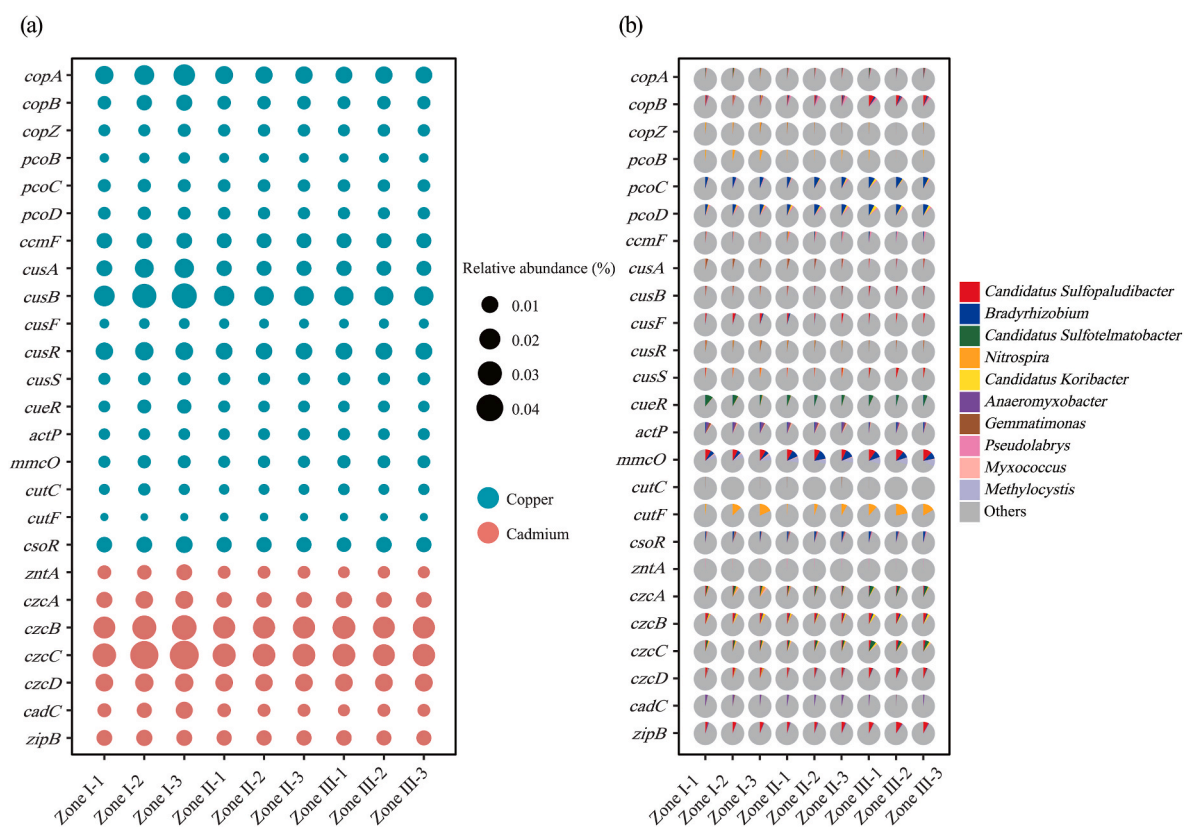 (a)
copA
copB
copZ
pcoB
pcoC
pcoD
ccmF
cusA
cusB
cusF
cusR
cusS
cueR
actP
mmcO
cutC
cutF
csoR
zntA
czcA
czcB
czcC
czcD
cadC
zipB
Zone I-1
Zone I-2
Zone I-3
Zone II-1
Zone II-2
Zone II-3
Zone III-1
Zone III-2
Zone III-3
Relative abundance (%)
0.01
0.02
0.03
0.04
Copper
Cadmium
(b)
copA
copB
copZ
pcoB
pcoC
pcoD
ccmF
cusA
cusB
cusF
cusR
cusS
cueR
actP
mmcO
cutC
cutF
csoR
zntA
czcA
czcB
czcC
czcD
cadC
zipB
Zone I-1
Zone I-2
Zone I-3
Zone II-1
Zone II-2
Zone II-3
Zone III-1
Zone III-2
Zone III-3
Candidatus Sulfopaludibacter
Bradyrhizobium
Candidatus Sulfotelmatobacter
Nitrospira
Candidatus Koribacter
Anaeromyxobacter
Gemmatimonas
Pseudolabrys
Myxococcus
Methylocystis
Others